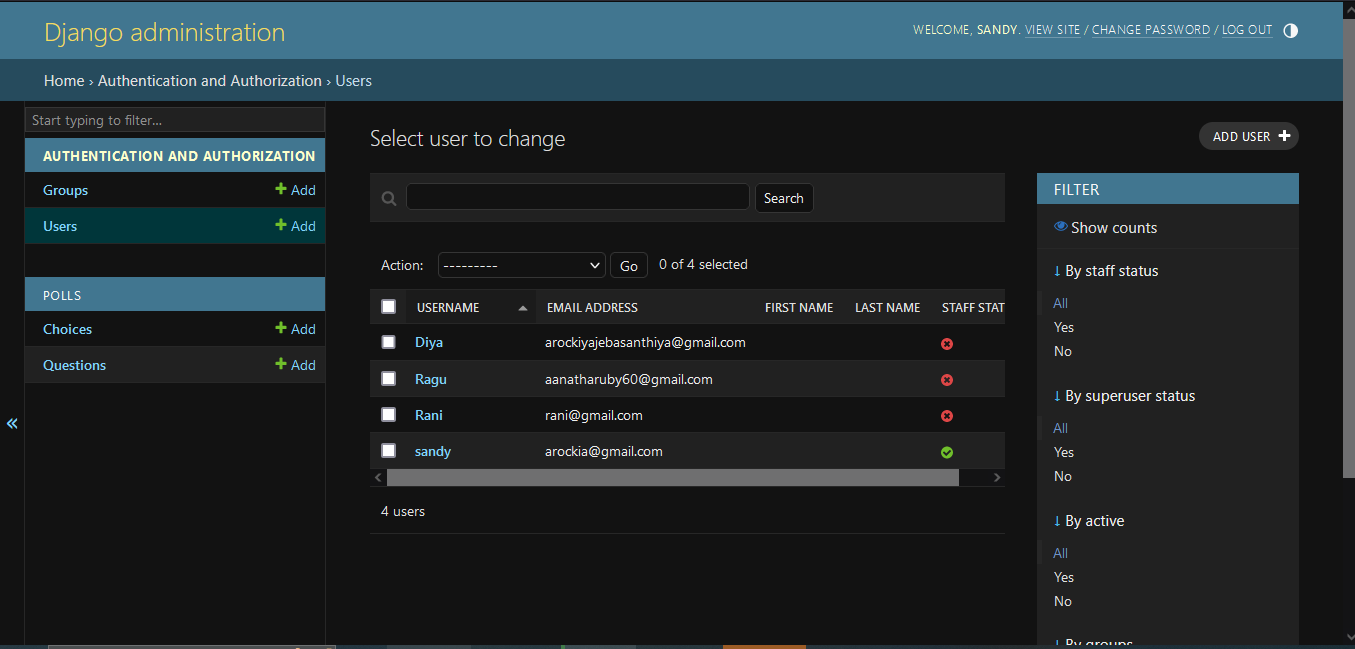 Django administration
WELCOME, SANDY. VIEW SITE / CHANGE PASSWORD / LOG OUT
Home › Authentication and Authorization › Users
Start typing to filter...
AUTHENTICATION AND AUTHORIZATION
Groups + Add
Users + Add
POLLS
Choices + Add
Questions + Add
«
Select user to change
ADD USER +
Search
Action: --------- Go 0 of 4 selected
USERNAME EMAIL ADDRESS FIRST NAME LAST NAME STAFF STAT
Diya arockiyajebasanthiya@gmail.com
Ragu aanatharuby60@gmail.com
Rani rani@gmail.com
sandy arockia@gmail.com
4 users
FILTER
Show counts
↓ By staff status
All
Yes
No
↓ By superuser status
All
Yes
No
↓ By active
All
Yes
No
↓ By groups